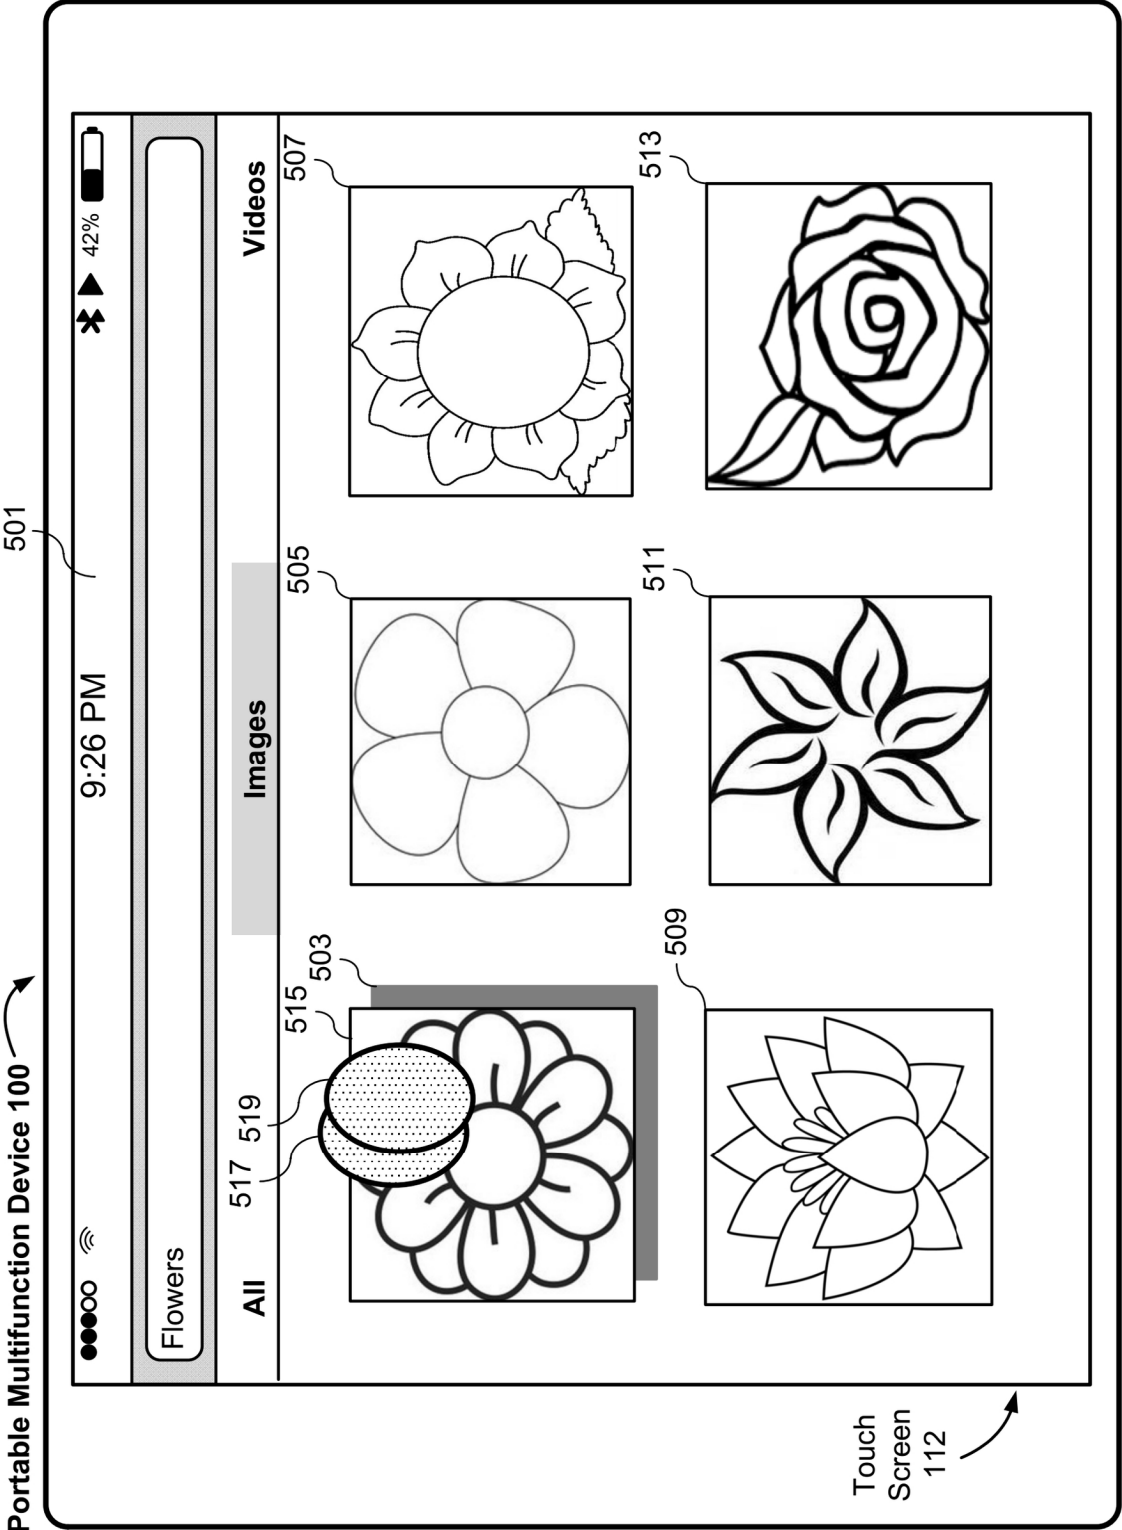 Portable Multifunction Device 100
501
9:26 PM
42%
Flowers
All
Images
Videos
517
519
515
503
505
507
509
511
513
Touch
Screen
112